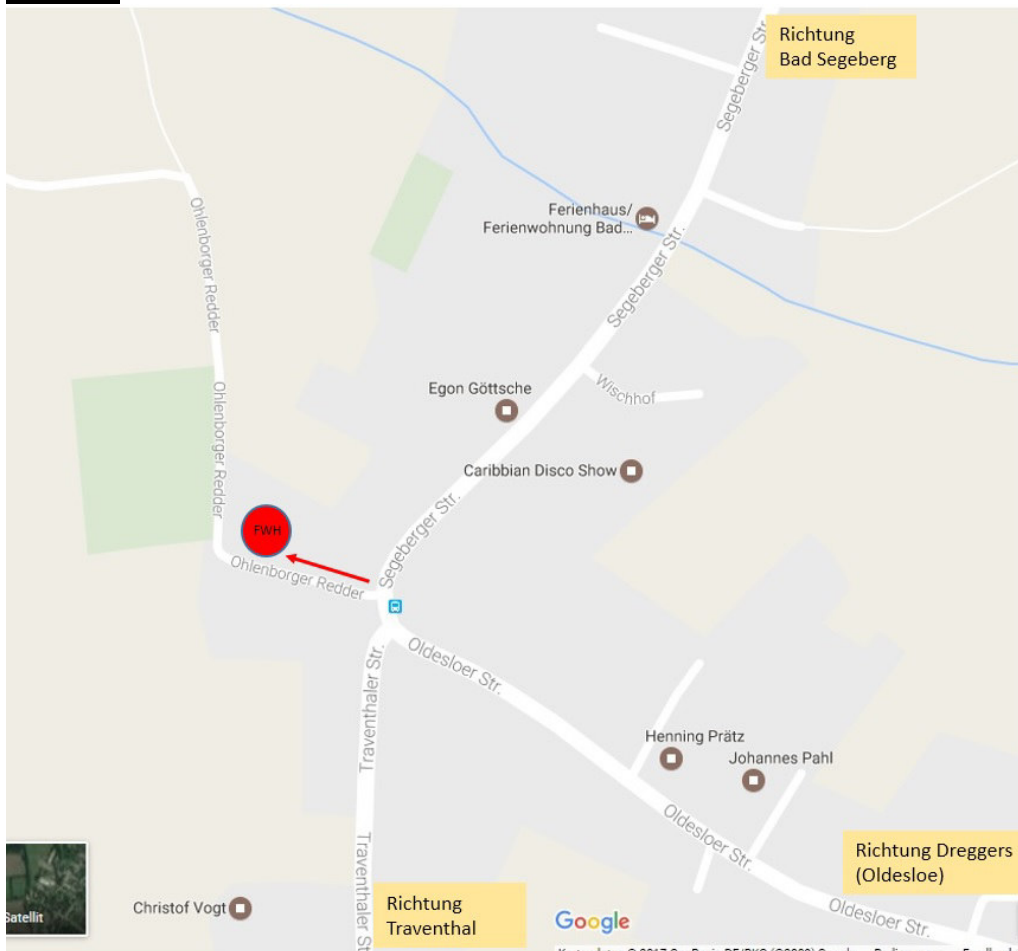 Richtung
Bad Segeberg
Segeberger Str.
Segeberger Str.
Ferienhaus/
Ferienwohnung Bad...
Ohlenborger Redder
Segeberger Str.
Egon Göttsche
Wischhof
Ohlenborger Redder
Caribbian Disco Show
Segeberger Str.
FWH
Ohlenborger Redder
Oldesloer Str.
Traventhaler Str.
Henning Prätz
Johannes Pahl
Oldesloer Str.
Traventhaler St
Richtung Dreggers
(Oldesloe)
Satellit
Christof Vogt
Richtung
Traventhal
Oldesloer Str.
Google